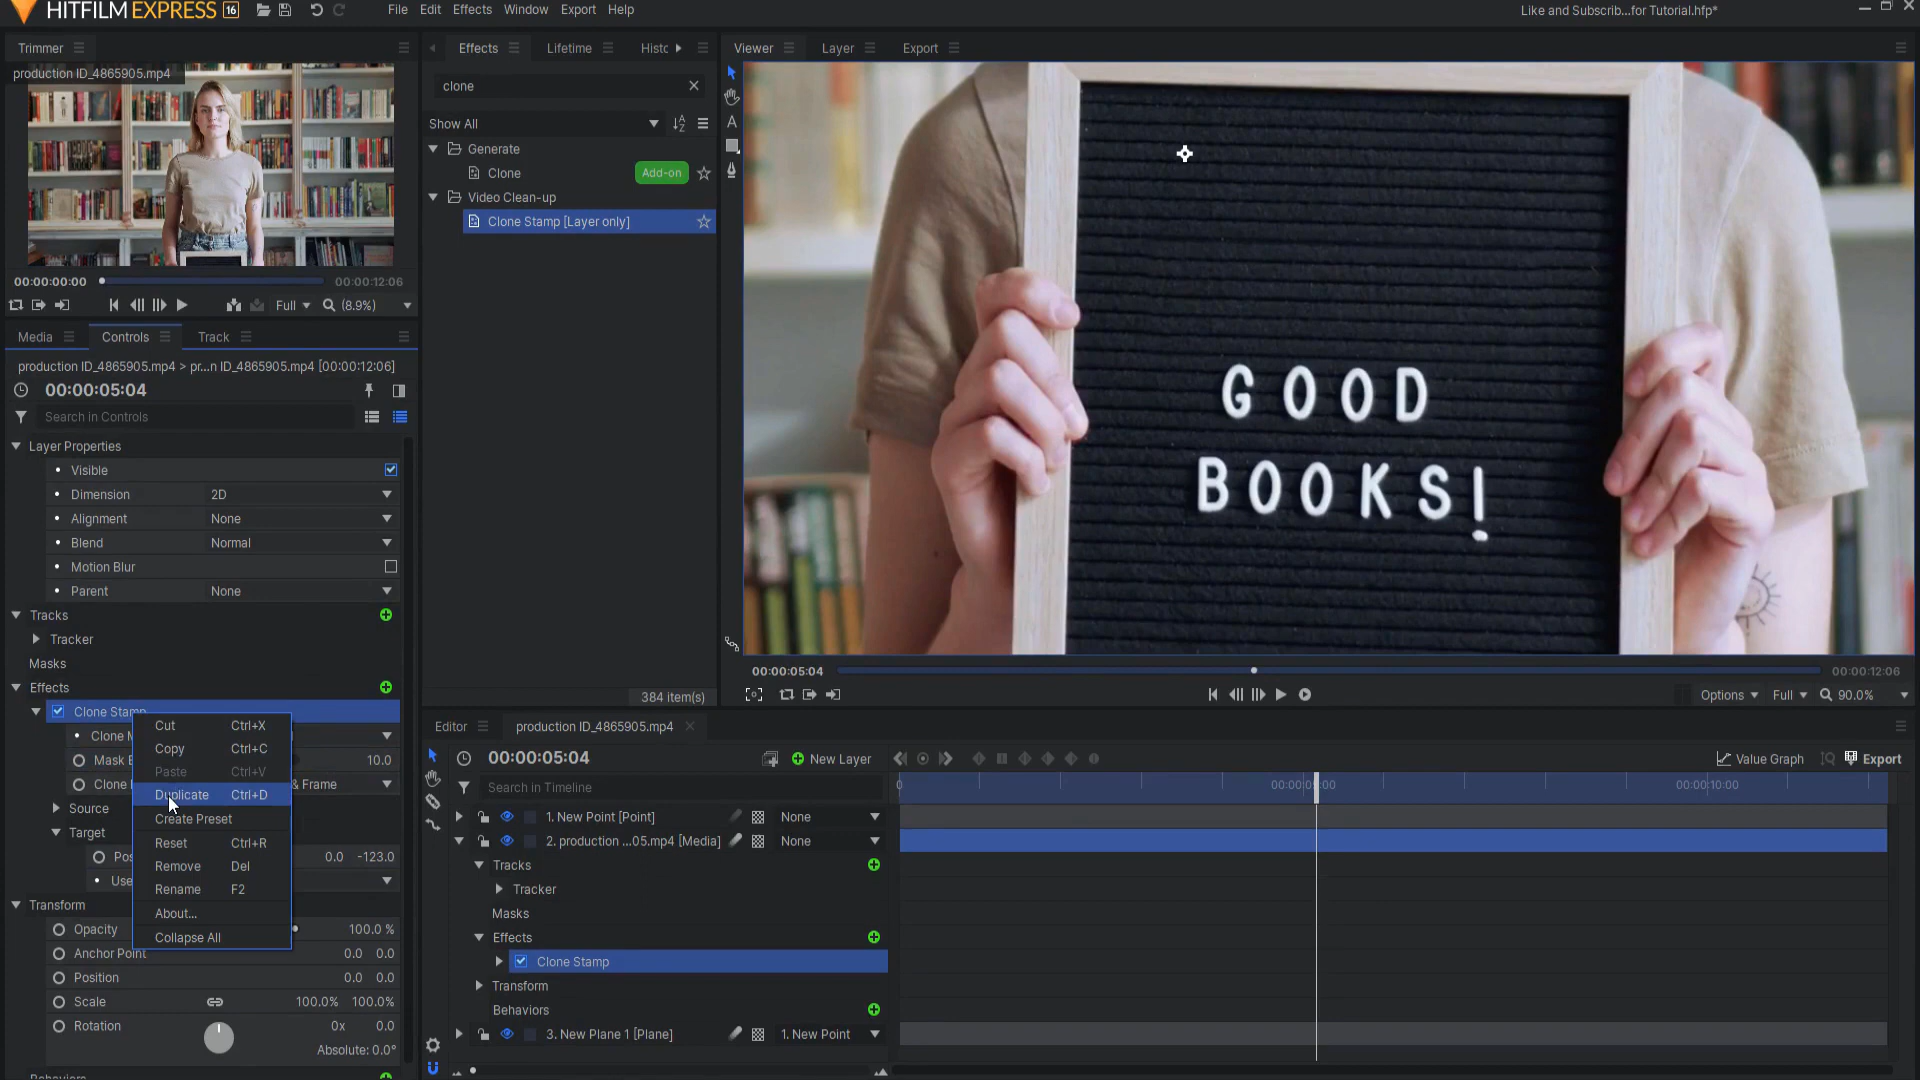 HITFILM EXPRESS 16
File Edit Effects Window Export Help
Like and Subscrib...for Tutorial.hfp*
Trimmer
production ID_4865905.mp4
00:00:00:00
00:00:12:06
Full
(8.9%)
Media Controls Track
production ID_4865905.mp4 > pr...n ID_4865905.mp4 [00:00:12:06]
00:00:05:04
Search in Controls
Layer Properties
Visible
Dimension 2D
Alignment None
Blend Normal
Motion Blur
Parent None
Tracks
Tracker
Masks
Effects
Clone Stamp
Clone M
Mask E 10.0
Clone & Frame
Source
Target
Pos 0.0 -123.0
Use
Transform
Opacity 100.0 %
Anchor Point 0.0 0.0
Position 0.0 0.0
Scale 100.0% 100.0%
Rotation 0x 0.0
Absolute: 0.0°
Behaviors
Cut Ctrl+X
Copy Ctrl+C
Paste Ctrl+V
Duplicate Ctrl+D
Create Preset
Reset Ctrl+R
Remove Del
Rename F2
About...
Collapse All
Effects Lifetime Histo
clone
Show All
Generate
Clone Add-on
Video Clean-up
Clone Stamp [Layer only]
384 item(s)
Viewer Layer Export
GOOD
BOOKS!
00:00:05:04
00:00:12:06
Options Full 90.0%
Editor production ID_4865905.mp4
00:00:05:04
New Layer
Value Graph
Export
Search in Timeline
0
00:00:10:00
1. New Point [Point] None
2. production ...05.mp4 [Media] None
Tracks
Tracker
Masks
Effects
Clone Stamp
Transform
Behaviors
3. New Plane 1 [Plane] 1. New Point